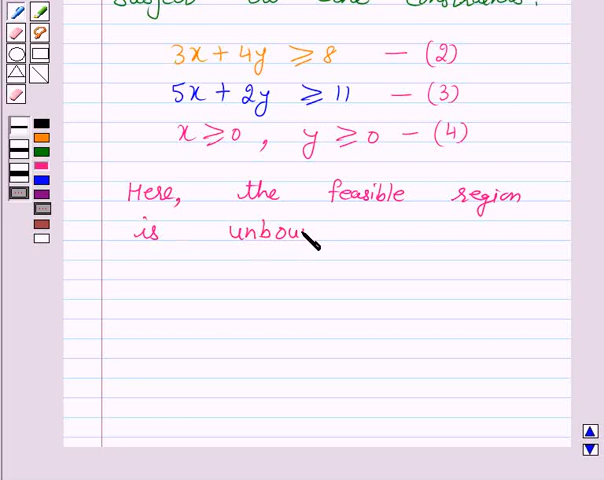 3x + 4y ≥ 8 — (2)
5x + 2y ≥ 11 — (3)
x ≥ 0 , y ≥ 0 — (4)
Here, the feasible region
is unbou